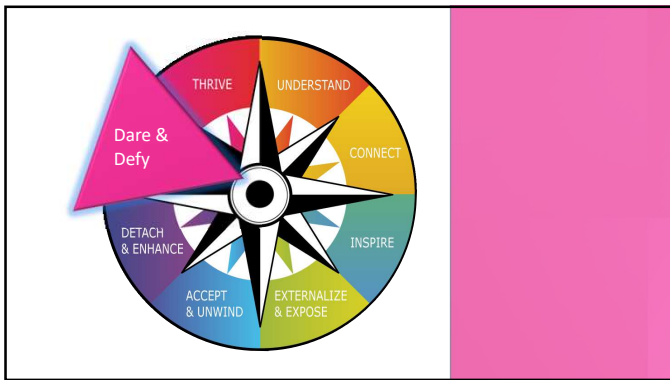 THRIVE
UNDERSTAND
Dare &
Defy
CONNECT
DETACH
& ENHANCE
INSPIRE
ACCEPT
& UNWIND
EXTERNALIZE
& EXPOSE